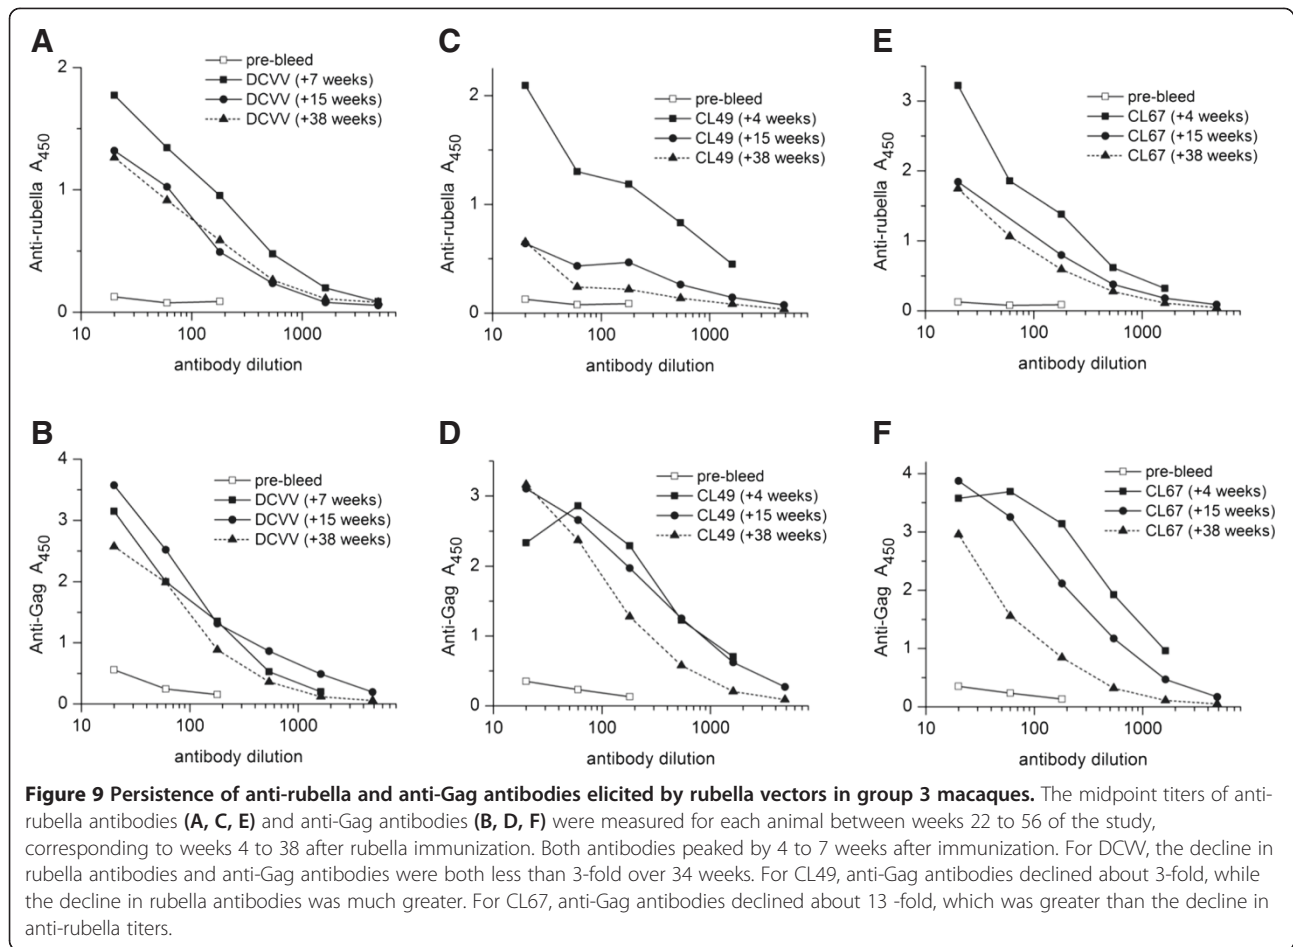 A
2
1
0
10
100
1000
Anti-rubella A450
antibody dilution
pre-bleed
DCVV (+7 weeks)
DCVV (+15 weeks)
DCVV (+38 weeks)
C
2
1
0
10
100
1000
Anti-rubella A450
antibody dilution
pre-bleed
CL49 (+4 weeks)
CL49 (+15 weeks)
CL49 (+38 weeks)
E
3
2
1
0
10
100
1000
Anti-rubella A450
antibody dilution
pre-bleed
CL67 (+4 weeks)
CL67 (+15 weeks)
CL67 (+38 weeks)
B
4
3
2
1
0
10
100
1000
Anti-Gag A450
antibody dilution
pre-bleed
DCVV (+7 weeks)
DCVV (+15 weeks)
DCVV (+38 weeks)
D
3
2
1
0
10
100
1000
Anti-Gag A450
antibody dilution
pre-bleed
CL49 (+4 weeks)
CL49 (+15 weeks)
CL49 (+38 weeks)
F
4
3
2
1
0
10
100
1000
Anti-Gag A450
antibody dilution
pre-bleed
CL67 (+4 weeks)
CL67 (+15 weeks)
CL67 (+38 weeks)
Figure 9 Persistence of anti-rubella and anti-Gag antibodies elicited by rubella vectors in group 3 macaques. The midpoint titers of anti-
rubella antibodies (A, C, E) and anti-Gag antibodies (B, D, F) were measured for each animal between weeks 22 to 56 of the study,
corresponding to weeks 4 to 38 after rubella immunization. Both antibodies peaked by 4 to 7 weeks after immunization. For DCVV, the decline in
rubella antibodies and anti-Gag antibodies were both less than 3-fold over 34 weeks. For CL49, anti-Gag antibodies declined about 3-fold, while
the decline in rubella antibodies was much greater. For CL67, anti-Gag antibodies declined about 13 -fold, which was greater than the decline in
anti-rubella titers.